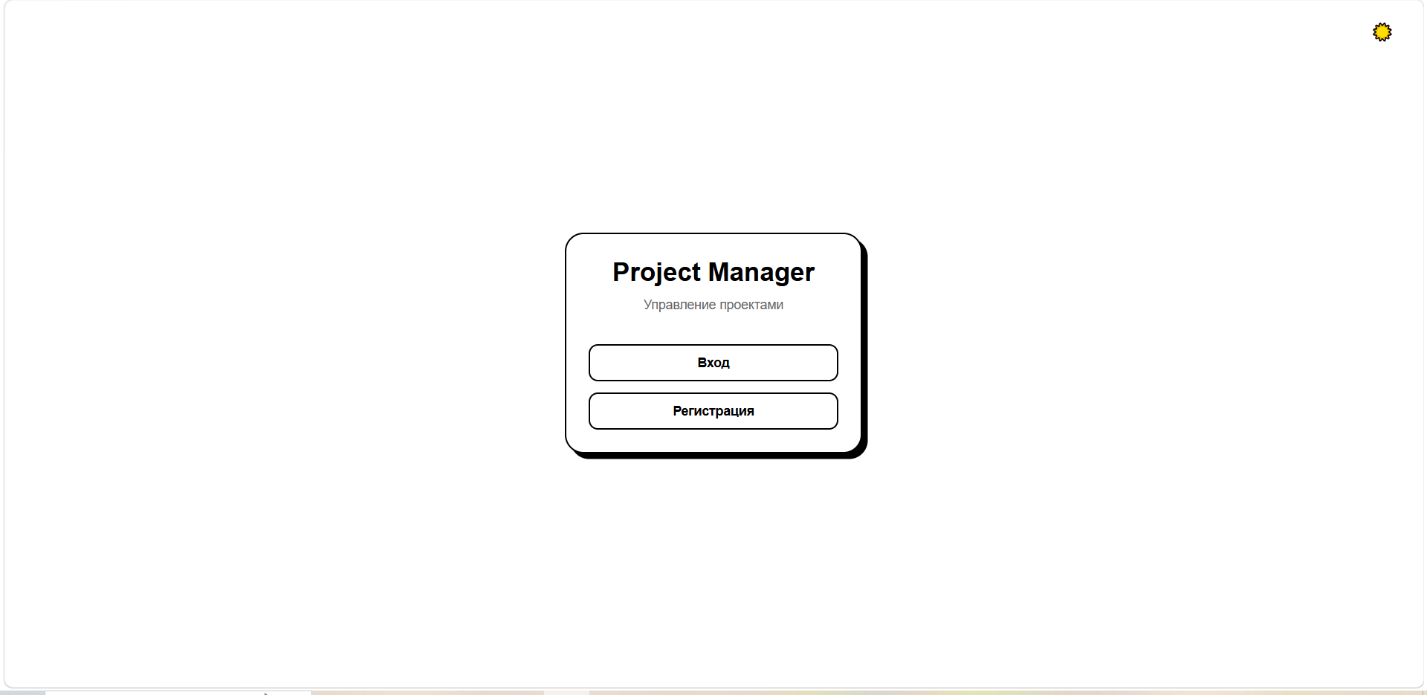 Project Manager
Управление проектами
Вход
Регистрация